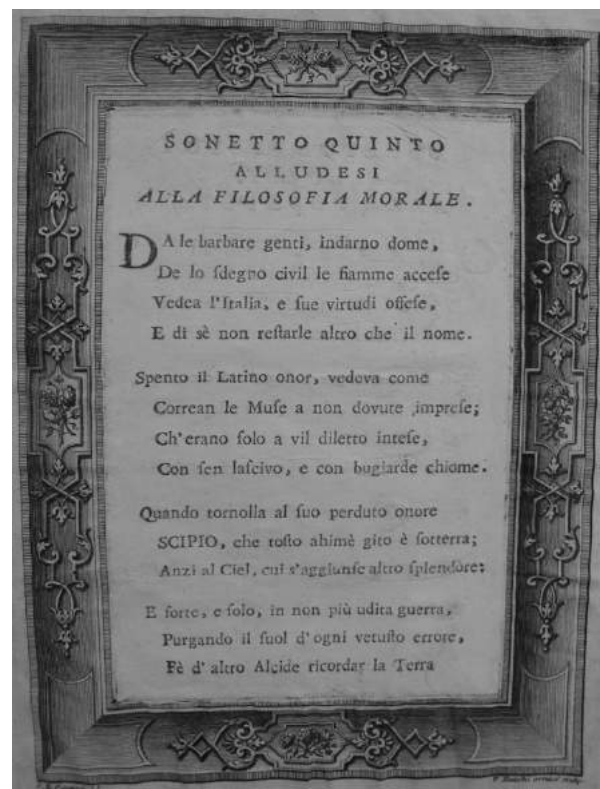 SONETTO QUINTO
ALLUDESI
ALLA FILOSOFIA MORALE.
DA le barbare genti, indarno dome,
De lo ſdegno civil le fiamme acceſe
Vedea l'Italia, e ſue virtudi offeſe,
E di sè non reſtarle altro che il nome.
Spento il Latino onor, vedeva come
Correan le Muſe a non dovute impreſe;
Ch'erano ſolo a vil diletto inteſe,
Con ſen laſcivo, e con bugiarde chiome.
Quando tornolla al ſuo perduto onore
SCIPIO, che toſto ahimè gito è ſotterra;
Anzi al Ciel, cui s'aggiunſe altro ſplendore:
E forte, e ſolo, in non più udita guerra,
Purgando il ſuol d'ogni vetuſto errore,
Fè d'altro Alcide ricordar la Terra